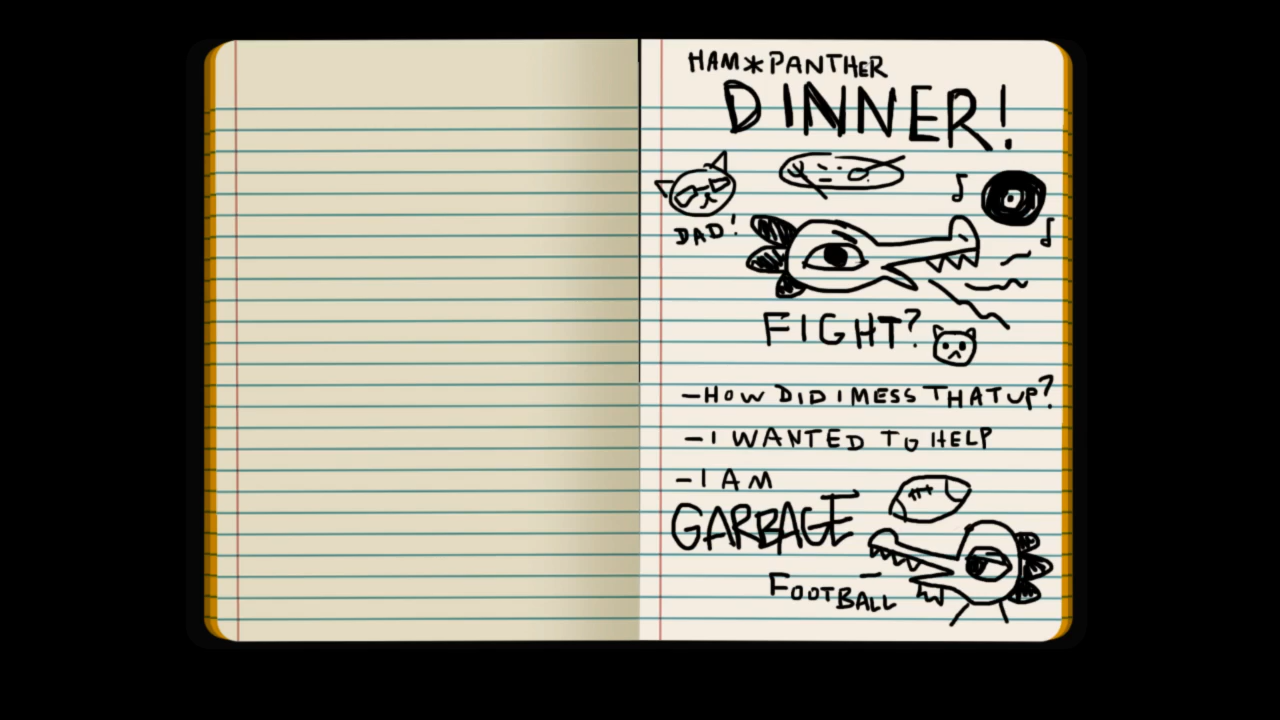 HAM*PANTHER
DINNER!
DAD!
FIGHT?
-HOW DID I MESS THAT UP?
-I WANTED TO HELP
-I AM
GARBAGE
FOOTBALL